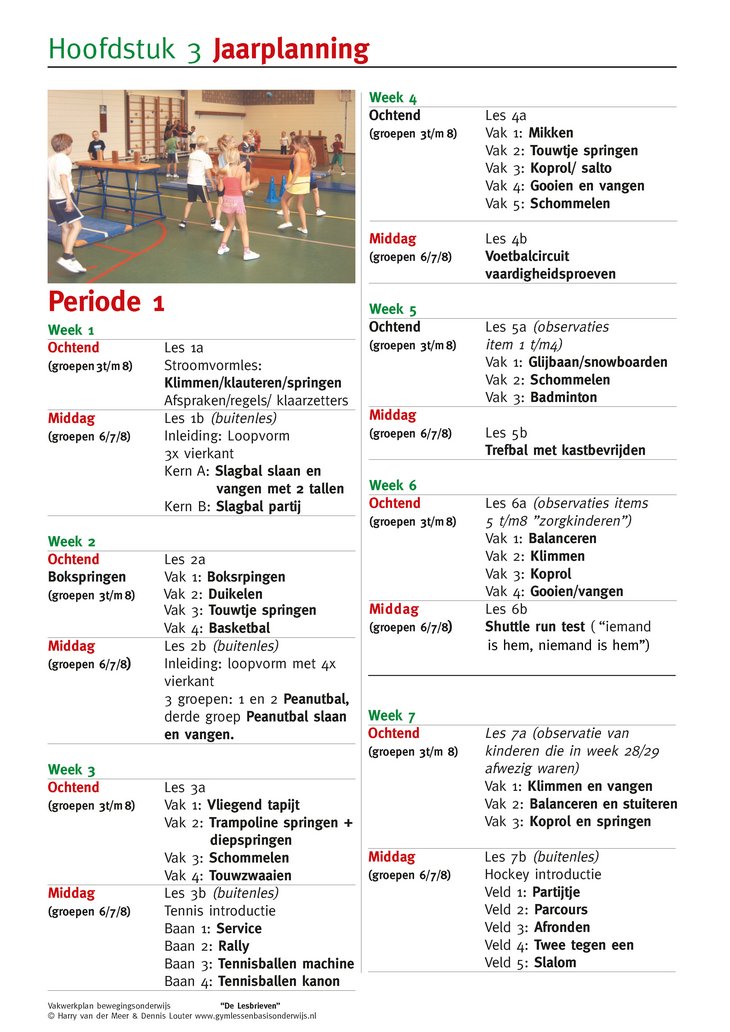 Hoofdstuk 3 Jaarplanning
Periode 1
Week 1
Ochtend Les 1a
(groepen 3t/m 8) Stroomvormles:
Klimmen/klauteren/springen
Afspraken/regels/ klaarzetters
Middag Les 1b (buitenles)
(groepen 6/7/8) Inleiding: Loopvorm
3x vierkant
Kern A: Slagbal slaan en
vangen met 2 tallen
Kern B: Slagbal partij
Week 2
Ochtend Les 2a
Bokspringen Vak 1: Boksrpingen
(groepen 3t/m 8) Vak 2: Duikelen
Vak 3: Touwtje springen
Vak 4: Basketbal
Middag Les 2b (buitenles)
(groepen 6/7/8) Inleiding: loopvorm met 4x
vierkant
3 groepen: 1 en 2 Peanutbal,
derde groep Peanutbal slaan
en vangen.
Week 3
Ochtend Les 3a
(groepen 3t/m 8) Vak 1: Vliegend tapijt
Vak 2: Trampoline springen +
diepspringen
Vak 3: Schommelen
Vak 4: Touwzwaaien
Middag Les 3b (buitenles)
(groepen 6/7/8) Tennis introductie
Baan 1: Service
Baan 2: Rally
Baan 3: Tennisballen machine
Baan 4: Tennisballen kanon
Week 4
Ochtend Les 4a
(groepen 3t/m 8) Vak 1: Mikken
Vak 2: Touwtje springen
Vak 3: Koprol/ salto
Vak 4: Gooien en vangen
Vak 5: Schommelen
Middag Les 4b
(groepen 6/7/8) Voetbalcircuit
vaardigheidsproeven
Week 5
Ochtend Les 5a (observaties
(groepen 3t/m 8) item 1 t/m4)
Vak 1: Glijbaan/snowboarden
Vak 2: Schommelen
Vak 3: Badminton
Middag
(groepen 6/7/8) Les 5b
Trefbal met kastbevrijden
Week 6
Ochtend Les 6a (observaties items
(groepen 3t/m 8) 5 t/m8 ”zorgkinderen”)
Vak 1: Balanceren
Vak 2: Klimmen
Vak 3: Koprol
Vak 4: Gooien/vangen
Middag Les 6b
(groepen 6/7/8) Shuttle run test ( “iemand
is hem, niemand is hem”)
Week 7
Ochtend Les 7a (observatie van
(groepen 3t/m 8) kinderen die in week 28/29
afwezig waren)
Vak 1: Klimmen en vangen
Vak 2: Balanceren en stuiteren
Vak 3: Koprol en springen
Middag Les 7b (buitenles)
(groepen 6/7/8) Hockey introductie
Veld 1: Partijtje
Veld 2: Parcours
Veld 3: Afronden
Veld 4: Twee tegen een
Veld 5: Slalom
Vakwerkplan bewegingsonderwijs “De Lesbrieven”
© Harry van der Meer & Dennis Louter www.gymlessenbasisonderwijs.nl